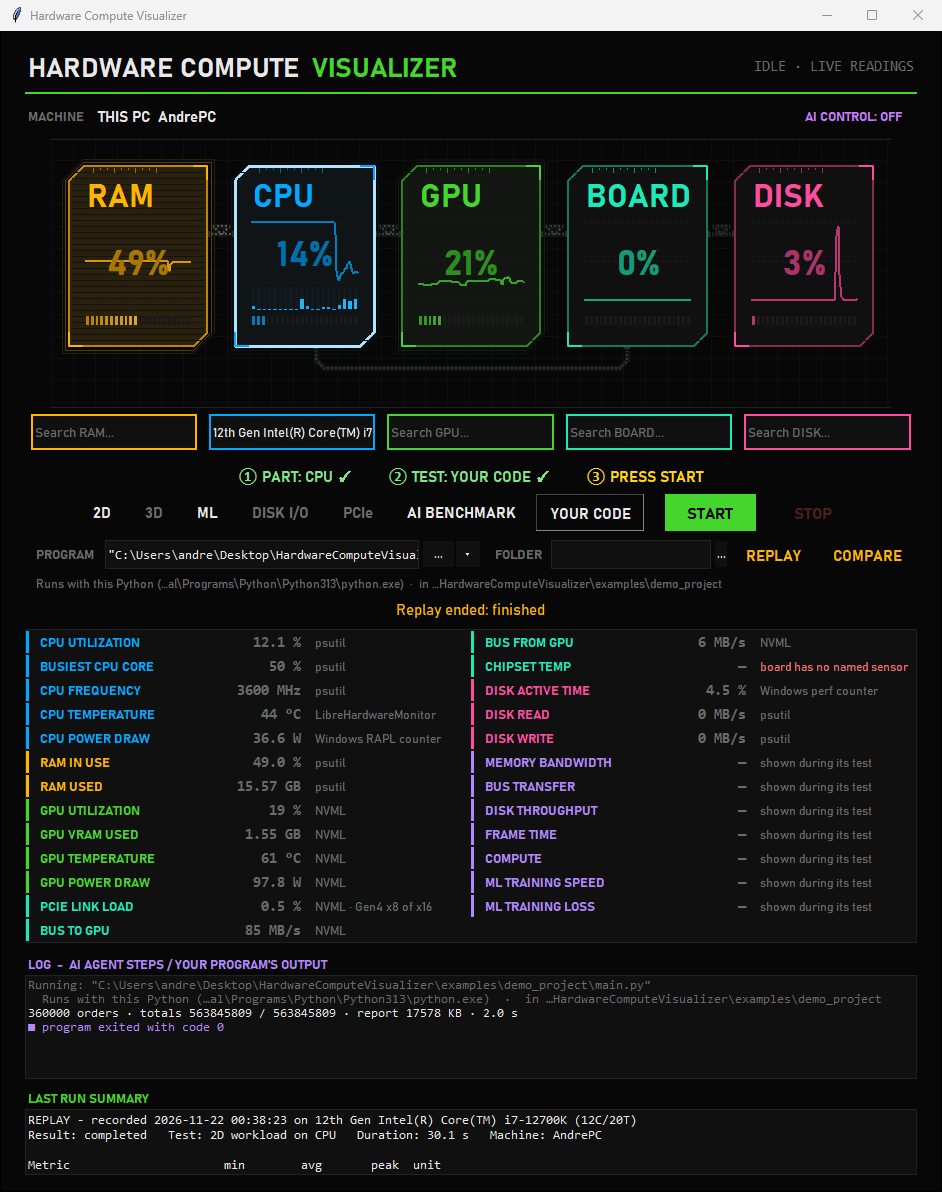 Hardware Compute Visualizer
HARDWARE COMPUTE VISUALIZER
IDLE · LIVE READINGS
MACHINE THIS PC AndrePC
AI CONTROL: OFF
RAM
49%
CPU
14%
GPU
21%
BOARD
0%
DISK
3%
Search RAM...
12th Gen Intel(R) Core(TM) i7
Search GPU...
Search BOARD...
Search DISK...
① PART: CPU ✓ ② TEST: YOUR CODE ✓ ③ PRESS START
2D 3D ML DISK I/O PCIe AI BENCHMARK YOUR CODE START STOP
PROGRAM "C:\Users\andre\Desktop\HardwareComputeVisual ... FOLDER ... REPLAY COMPARE
Runs with this Python (…al\Programs\Python\Python313\python.exe) · in …HardwareComputeVisualizer\examples\demo_project
Replay ended: finished
CPU UTILIZATION 12.1 % psutil
BUSIEST CPU CORE 50 % psutil
CPU FREQUENCY 3600 MHz psutil
CPU TEMPERATURE 44 °C LibreHardwareMonitor
CPU POWER DRAW 36.6 W Windows RAPL counter
RAM IN USE 49.0 % psutil
RAM USED 15.57 GB psutil
GPU UTILIZATION 19 % NVML
GPU VRAM USED 1.55 GB NVML
GPU TEMPERATURE 61 °C NVML
GPU POWER DRAW 97.8 W NVML
PCIE LINK LOAD 0.5 % NVML · Gen4 x8 of x16
BUS TO GPU 85 MB/s NVML
BUS FROM GPU 6 MB/s NVML
CHIPSET TEMP — board has no named sensor
DISK ACTIVE TIME 4.5 % Windows perf counter
DISK READ 0 MB/s psutil
DISK WRITE 0 MB/s psutil
MEMORY BANDWIDTH — shown during its test
BUS TRANSFER — shown during its test
DISK THROUGHPUT — shown during its test
FRAME TIME — shown during its test
COMPUTE — shown during its test
ML TRAINING SPEED — shown during its test
ML TRAINING LOSS — shown during its test
LOG - AI AGENT STEPS / YOUR PROGRAM'S OUTPUT
Running: "C:\Users\andre\Desktop\HardwareComputeVisualizer\examples\demo_project\main.py"
Runs with this Python (…al\Programs\Python\Python313\python.exe) · in …HardwareComputeVisualizer\examples\demo_project
360000 orders · totals 563845809 / 563845809 · report 17578 KB · 2.0 s
■ program exited with code 0
LAST RUN SUMMARY
REPLAY - recorded 2026-11-22 00:38:23 on 12th Gen Intel(R) Core(TM) i7-12700K (12C/20T)
Result: completed Test: 2D workload on CPU Duration: 30.1 s Machine: AndrePC
Metric min avg peak unit